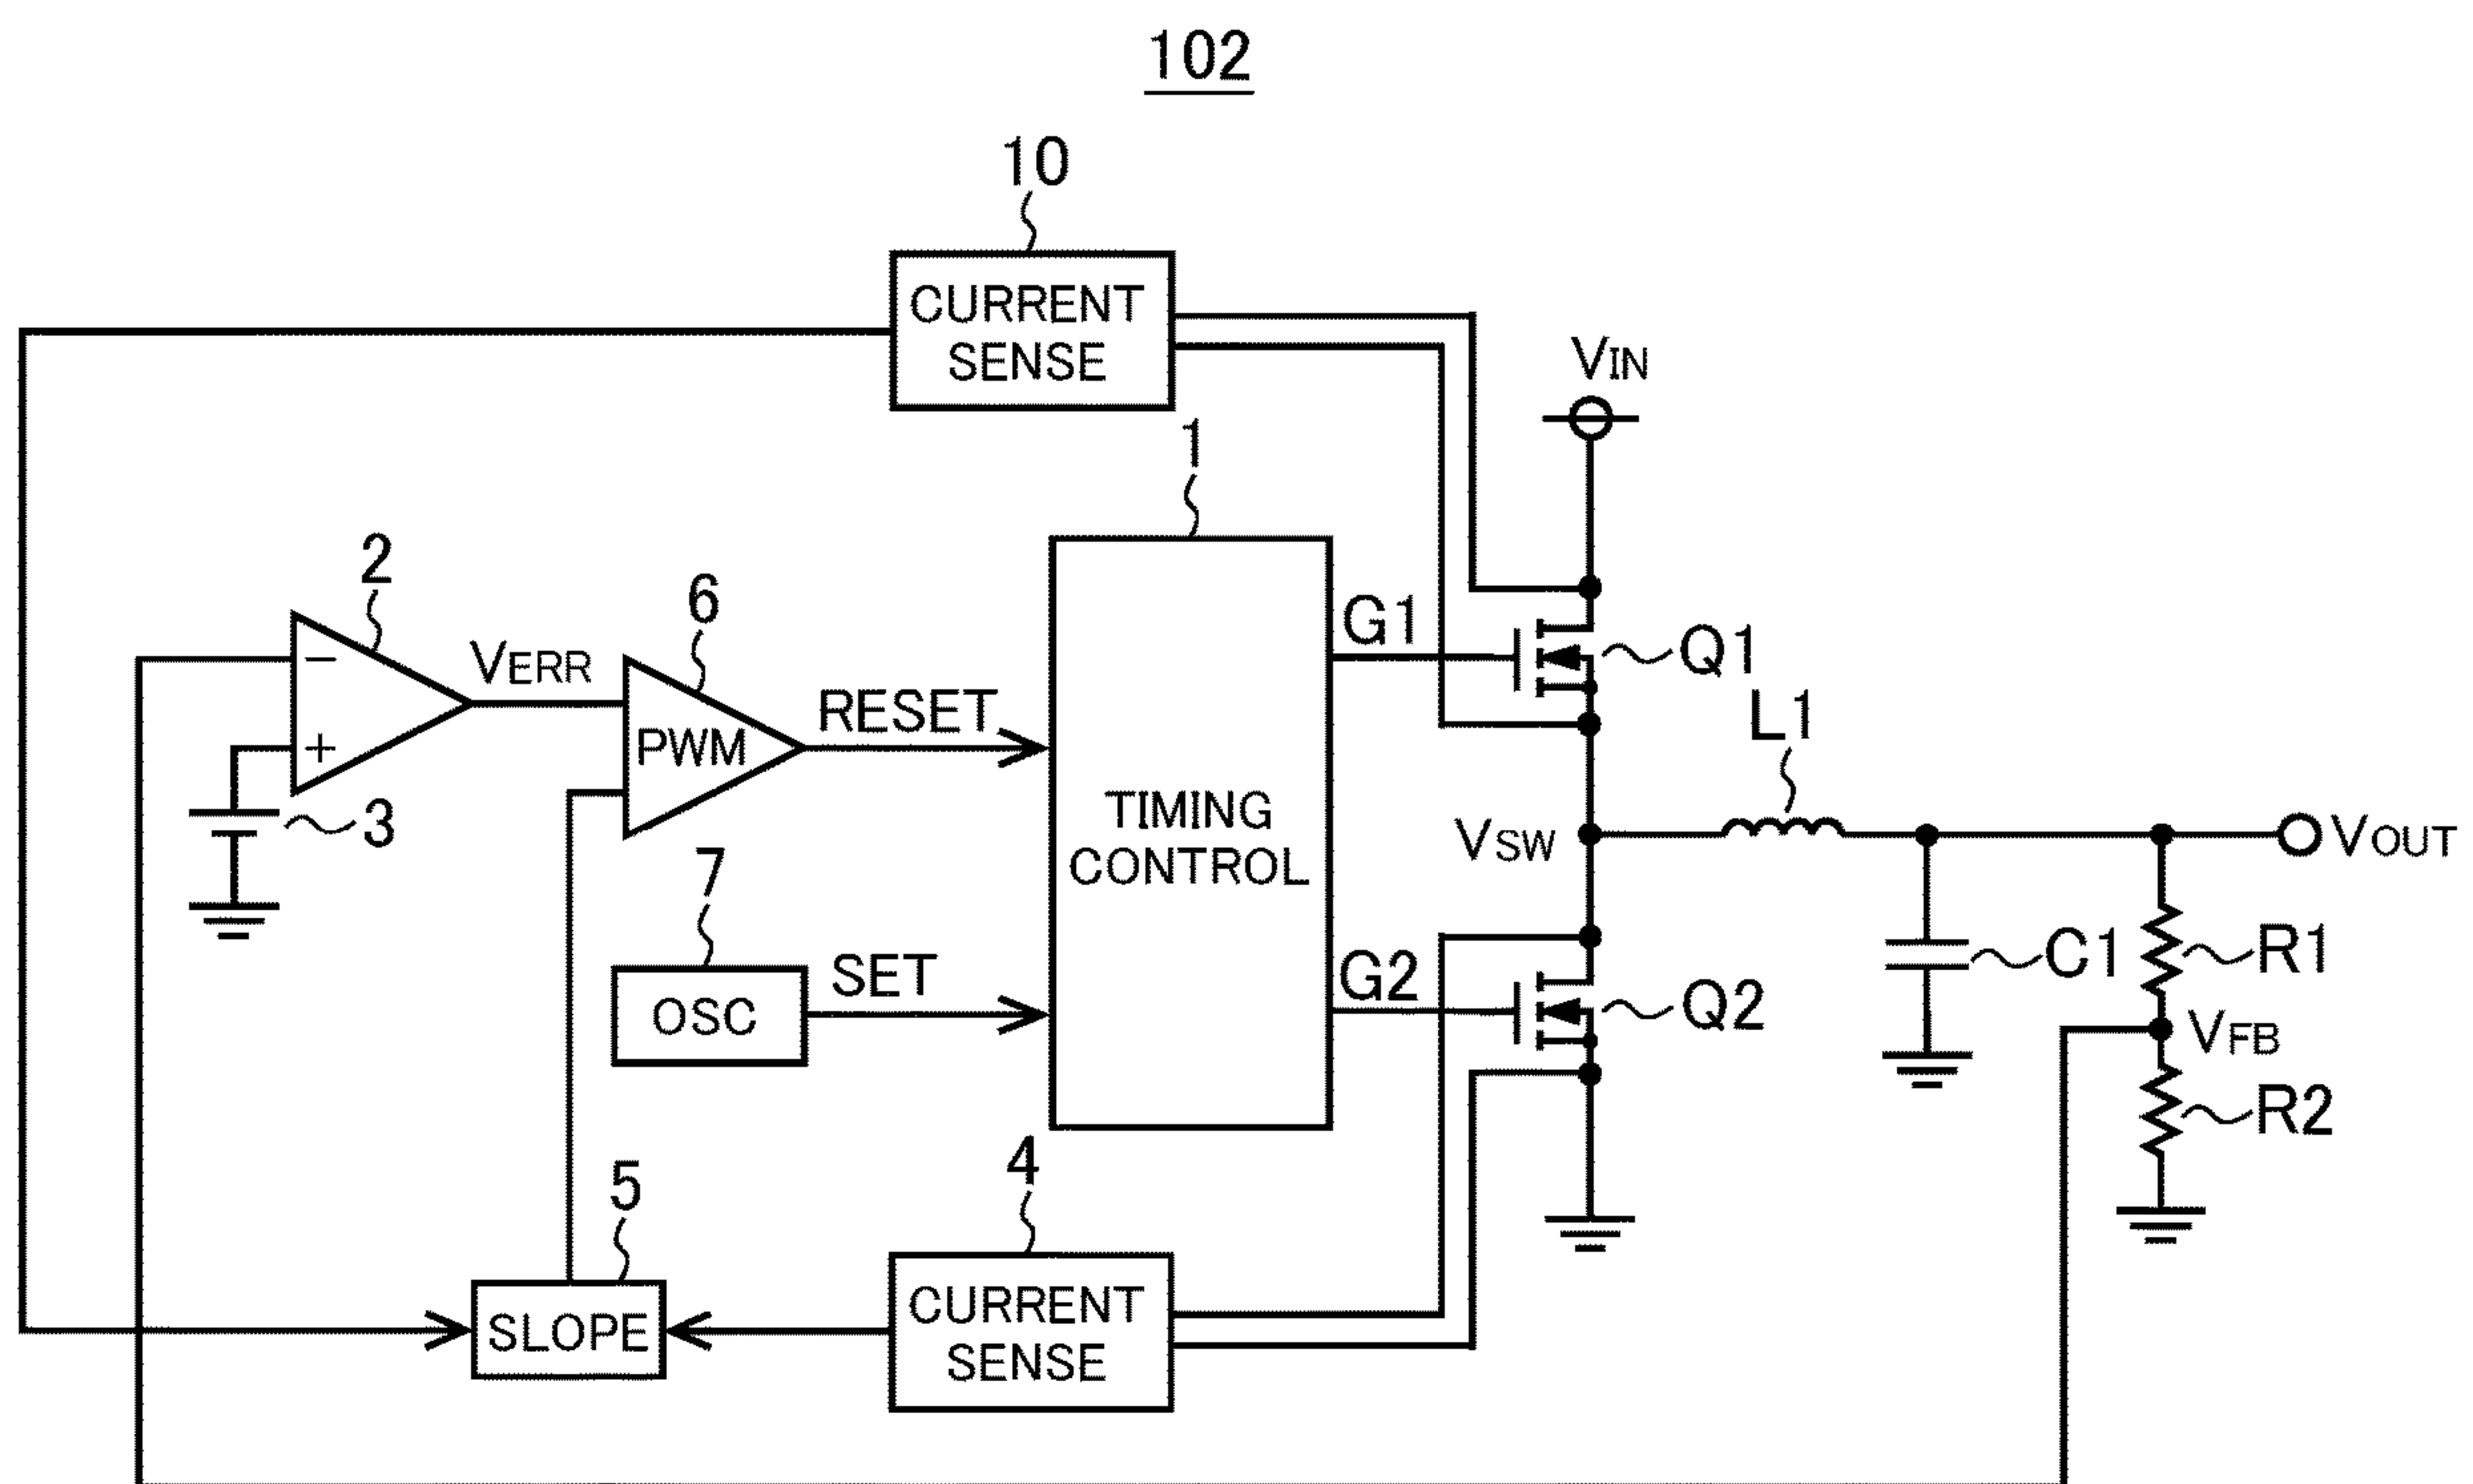 102
10
CURRENT
SENSE
VIN
1
2
6
VERR
PWM
RESET
G1
Q1
L1
−
+
3
TIMING
CONTROL
VSW
VOUT
7
OSC
SET
G2
Q2
C1
R1
VFB
R2
5
SLOPE
4
CURRENT
SENSE